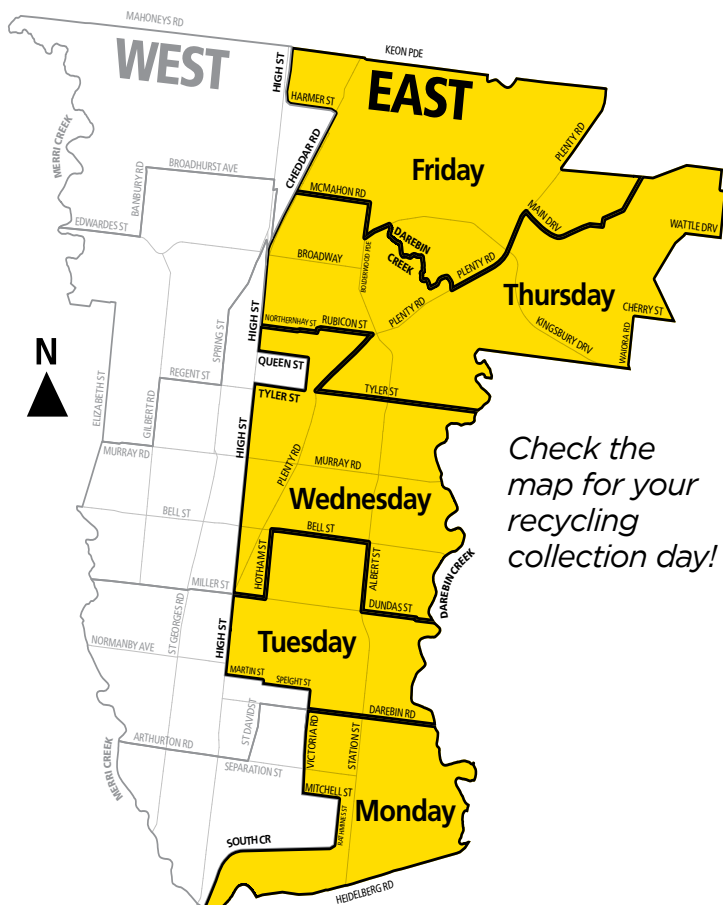 MAHONEYS RD
KEON PDE
WEST
HIGH ST
EAST
HARMER ST
MERRI CREEK
CHEDDAR RD
PLENTY RD
Friday
BROADHURST AVE
BANBURY RD
MCMAHON RD
MAIN DRV
WATTLE DRV
EDWARDES ST
DAREBIN
CREEK
BROADWAY
BOLDERWOOD PDE
PLENTY RD
Thursday
PLENTY RD
CHERRY ST
HIGH ST
NORTHERNHAY ST
RUBICON ST
KINGSBURY DRV
WAIORA RD
SPRING ST
N
QUEEN ST
REGENT ST
TYLER ST
TYLER ST
ELIZABETH ST
GILBERT RD
HIGH ST
MURRAY RD
PLENTY RD
MURRAY RD
Check the
map for your
recycling
collection day!
Wednesday
BELL ST
BELL ST
HOTHAM ST
ALBERT ST
DAREBIN CREEK
MILLER ST
DUNDAS ST
ST GEORGES RD
HIGH ST
NORMANBY AVE
Tuesday
MARTIN ST
SPEIGHT ST
ST DAVID ST
DAREBIN RD
VICTORIA RD
STATION ST
ARTHURTON RD
SEPARATION ST
MERRI CREEK
MITCHELL ST
Monday
RATHMINES ST
SOUTH CR
HEIDELBERG RD